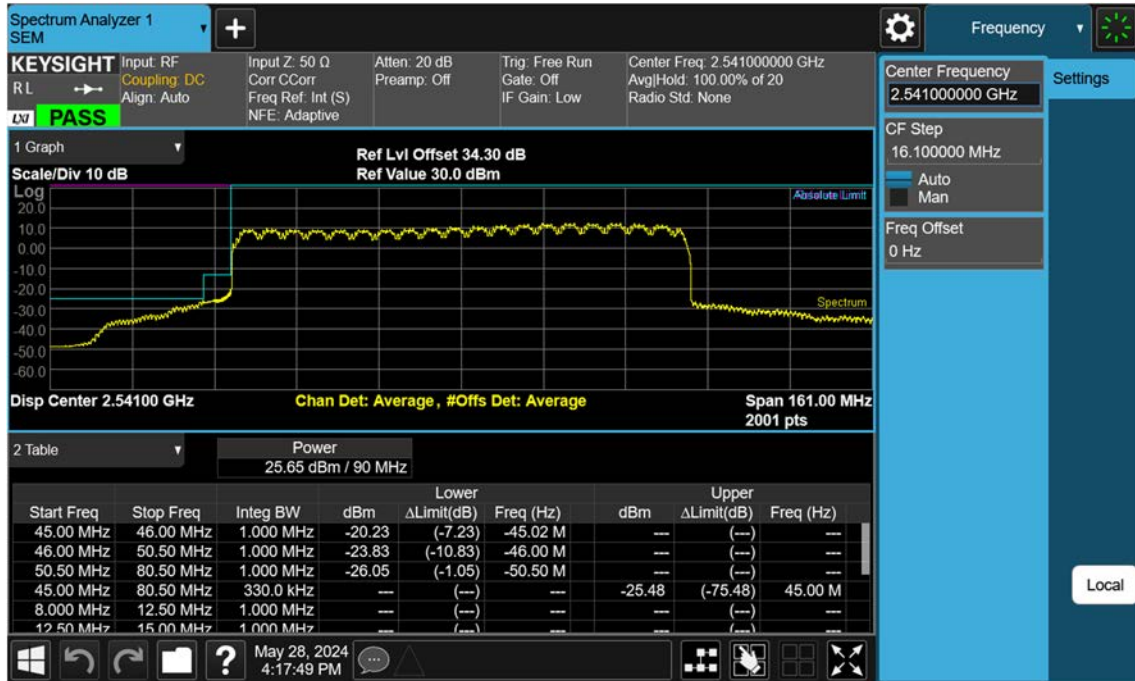 Spectrum Analyzer 1
SEM
Frequency
KEYSIGHT
RL
LXI PASS
Input: RF
Coupling: DC
Align: Auto
Input Z: 50 Ω
Corr CCorr
Freq Ref: Int (S)
NFE: Adaptive
Atten: 20 dB
Preamp: Off
Trig: Free Run
Gate: Off
IF Gain: Low
Center Freq: 2.541000000 GHz
Avg|Hold: 100.00% of 20
Radio Std: None
Center Frequency
2.541000000 GHz
Settings
CF Step
16.100000 MHz
Auto
Man
Freq Offset
0 Hz
Local
1 Graph
Scale/Div 10 dB
Ref Lvl Offset 34.30 dB
Ref Value 30.0 dBm
Log
20.0
10.0
0.00
-10.0
-20.0
-30.0
-40.0
-50.0
-60.0
Spectrum
Disp Center 2.54100 GHz
Chan Det: Average, #Offs Det: Average
Span 161.00 MHz
2001 pts
2 Table
Power
25.65 dBm / 90 MHz
Lower Upper
Start Freq Stop Freq Integ BW dBm ΔLimit(dB) Freq (Hz) dBm ΔLimit(dB) Freq (Hz)
45.00 MHz 46.00 MHz 1.000 MHz -20.23 (-7.23) -45.02 M --- (---) ---
46.00 MHz 50.50 MHz 1.000 MHz -23.83 (-10.83) -46.00 M --- (---) ---
50.50 MHz 80.50 MHz 1.000 MHz -26.05 (-1.05) -50.50 M --- (---) ---
45.00 MHz 80.50 MHz 330.0 kHz --- (---) --- -25.48 (-75.48) 45.00 M
8.000 MHz 12.50 MHz 1.000 MHz --- (---) --- --- (---) ---
12.50 MHz 15.00 MHz 1.000 MHz --- (---) --- --- (---) ---
? May 28, 2024
4:17:49 PM